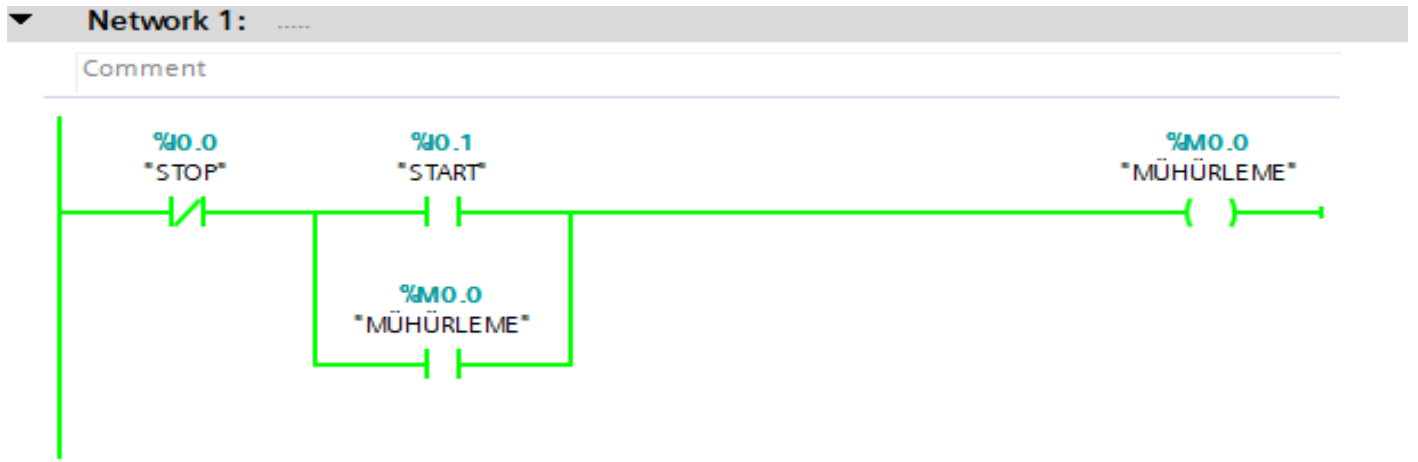 Network 1: .....
Comment
%I0.0 %I0.1 %M0.0
"STOP" "START" "MÜHÜRLEME"
%M0.0
"MÜHÜRLEME"